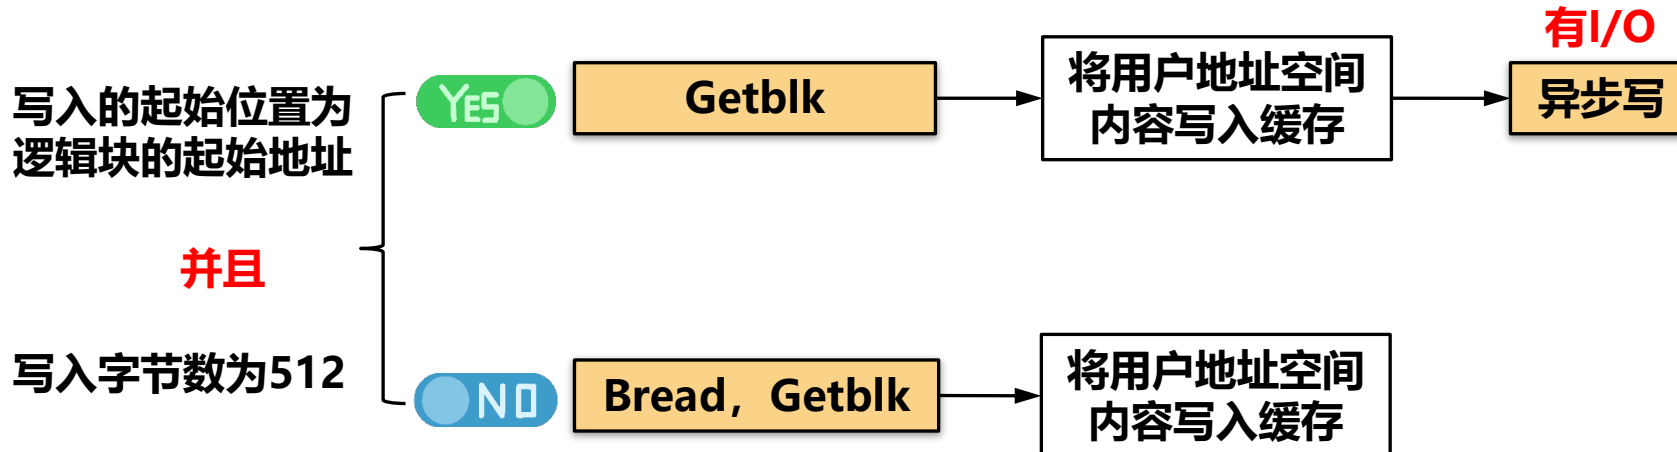 有I/O
写入的起始位置为
逻辑块的起始地址
YES
Getblk
将用户地址空间
内容写入缓存
异步写
并且
写入字节数为512
NO
Bread，Getblk
将用户地址空间
内容写入缓存